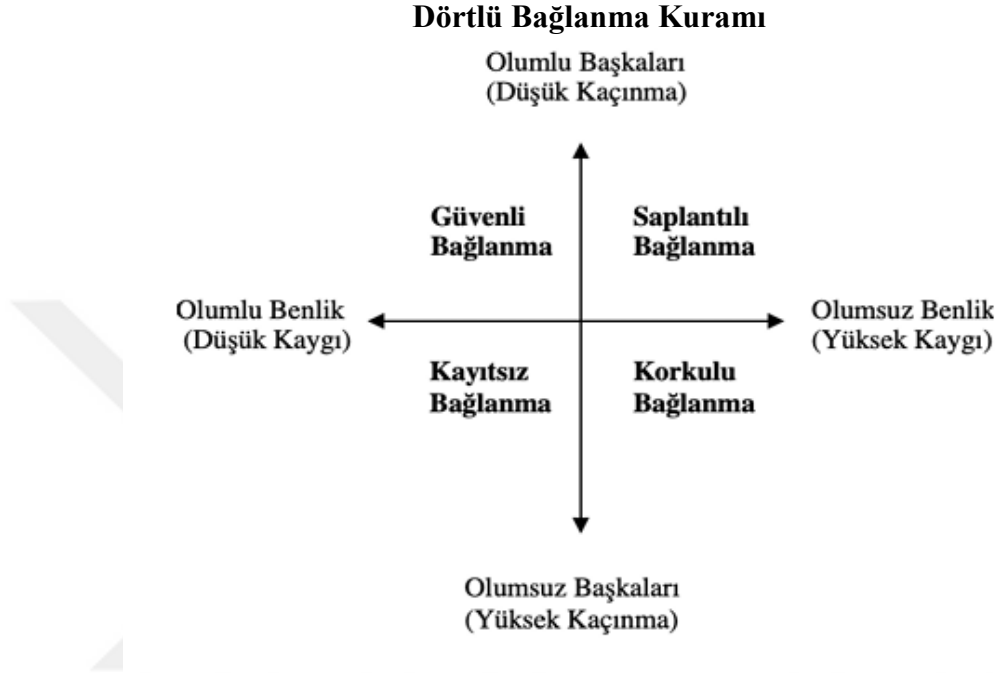 Dörtlü Bağlanma Kuramı
Olumlu Başkaları
(Düşük Kaçınma)
Güvenli
Bağlanma
Saplantılı
Bağlanma
Olumlu Benlik
(Düşük Kaygı)
Olumsuz Benlik
(Yüksek Kaygı)
Kayıtsız
Bağlanma
Korkulu
Bağlanma
Olumsuz Başkaları
(Yüksek Kaçınma)